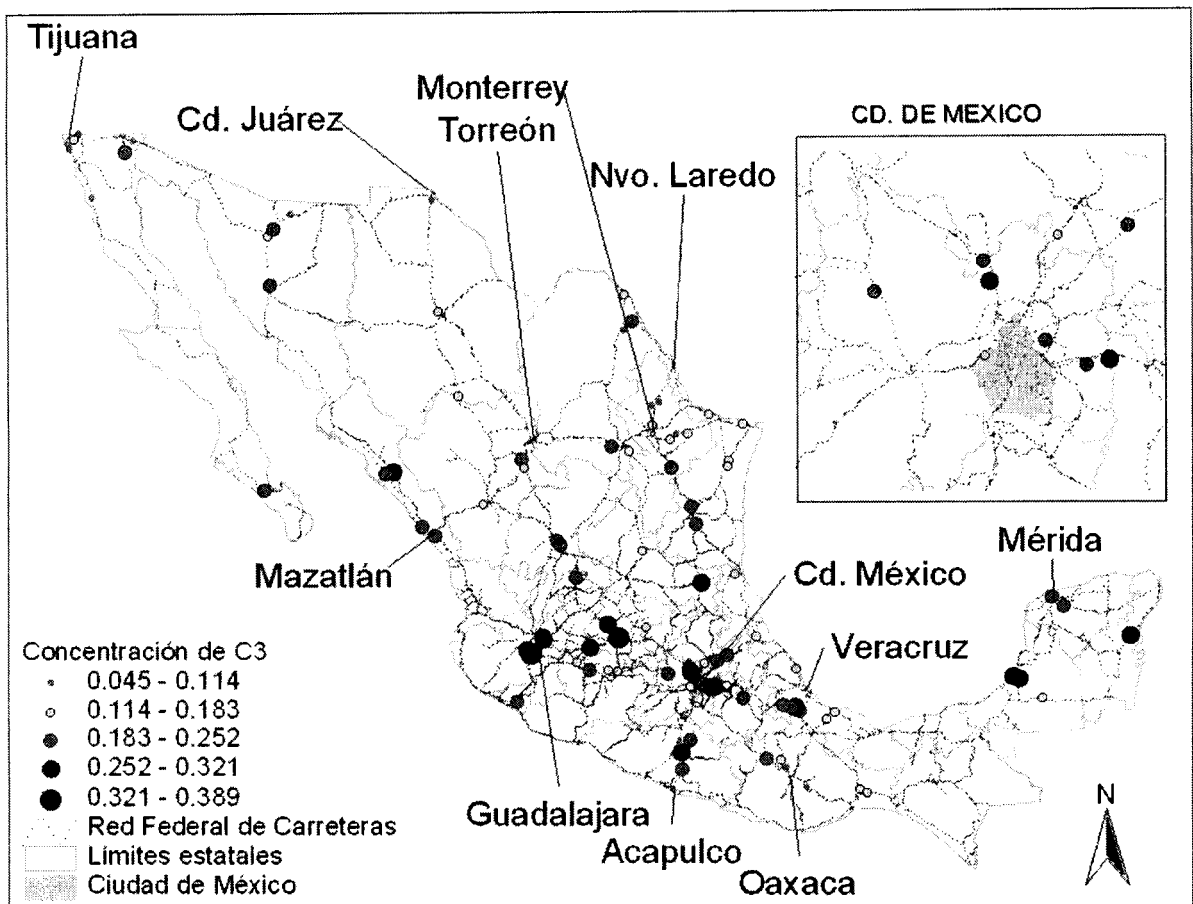 Tijuana
Cd. Juárez
Monterrey
Torreón
Nvo. Laredo
CD. DE MEXICO
Mazatlán
Mérida
Cd. México
Veracruz
Concentración de C3
0.045 - 0.114
0.114 - 0.183
0.183 - 0.252
0.252 - 0.321
0.321 - 0.389
Red Federal de Carreteras
Límites estatales
Ciudad de México
Guadalajara
Acapulco
Oaxaca
N